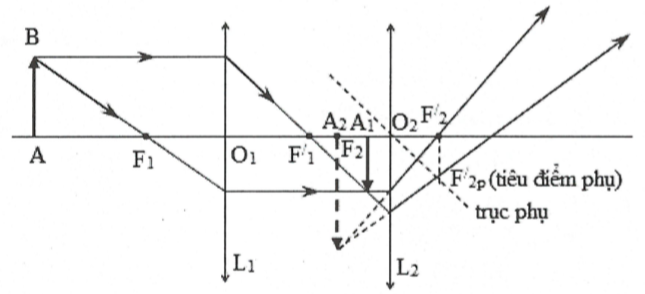 B
A₂ A₁ O₂ F'₂
A F₁ O₁ F'₁ F₂
F'₂ₚ (tiêu điểm phụ)
trục phụ
L₁ L₂